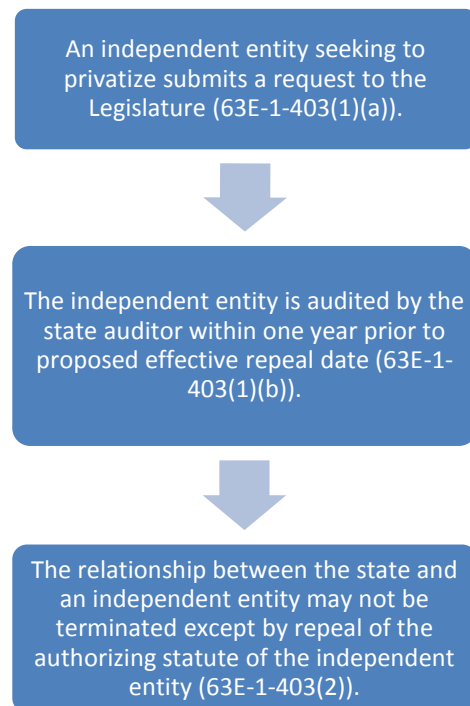 An independent entity seeking to
privatize submits a request to the
Legislature (63E-1-403(1)(a)).
The independent entity is audited by the
state auditor within one year prior to
proposed effective repeal date (63E-1-
403(1)(b)).
The relationship between the state and
an independent entity may not be
terminated except by repeal of the
authorizing statute of the independent
entity (63E-1-403(2)).